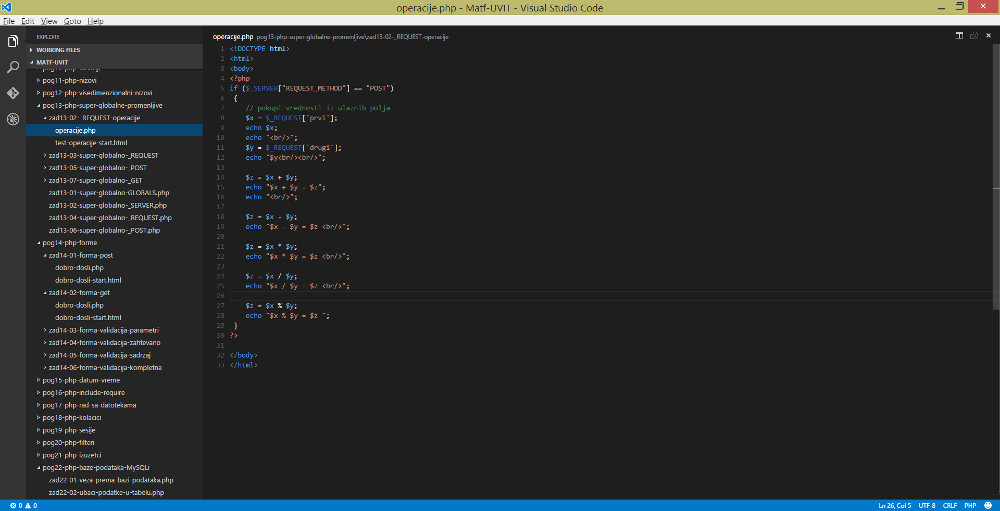 operacije.php - Matf-UVIT - Visual Studio Code
File Edit View Goto Help
EXPLORE
WORKING FILES
MATF-UVIT
pog10-php-funkcije
pog11-php-nizovi
pog12-php-visedimenzionalni-nizovi
pog13-php-super-globalne-promenljive
zad13-02-_REQUEST-operacije
operacije.php
test-operacije-start.html
zad13-03-super-globalno-_REQUEST
zad13-05-super-globalno-_POST
zad13-07-super-globalno-_GET
zad13-01-super-globalno-GLOBALS.php
zad13-02-super-globalno-_SERVER.php
zad13-04-super-globalno-_REQUEST.php
zad13-06-super-globalno-_POST.php
pog14-php-forme
zad14-01-forma-post
dobro-dosli.php
dobro-dosli-start.html
zad14-02-forma-get
dobro-dosli.php
dobro-dosli-start.html
zad14-03-forma-validacija-parametri
zad14-04-forma-validacija-zahtevano
zad14-05-forma-validacija-sadrzaj
zad14-06-forma-validacija-kompletna
pog15-php-datum-vreme
pog16-php-include-require
pog17-php-rad-sa-datotekama
pog18-php-kolacici
pog19-php-sesije
pog20-php-filteri
pog21-php-izuzetci
pog22-php-baze-podataka-MySQLi
zad22-01-veza-prema-bazi-podataka.php
zad22-02-ubaci-podatke-u-tabelu.php
operacije.php pog13-php-super-globalne-promenljive\zad13-02-_REQUEST-operacije
1 <!DOCTYPE html>
2 <html>
3 <body>
4 <?php
5 if ($_SERVER["REQUEST_METHOD"] == "POST")
6 {
7 // pokupi vrednosti iz ulaznih polja
8 $x = $_REQUEST['prvi'];
9 echo $x;
10 echo "<br/>";
11 $y = $_REQUEST['drugi'];
12 echo "$y<br/><br/>";
13
14 $z = $x + $y;
15 echo "$x + $y = $z";
16 echo "<br/>";
17
18 $z = $x - $y;
19 echo "$x - $y = $z <br/>";
20
21 $z = $x * $y;
22 echo "$x * $y = $z <br/>";
23
24 $z = $x / $y;
25 echo "$x / $y = $z <br/>";
26
27 $z = $x % $y;
28 echo "$x % $y = $z ";
29 }
30 ?>
31
32 </body>
33 </html>
0 0 Ln 26, Col 5 UTF-8 CRLF PHP